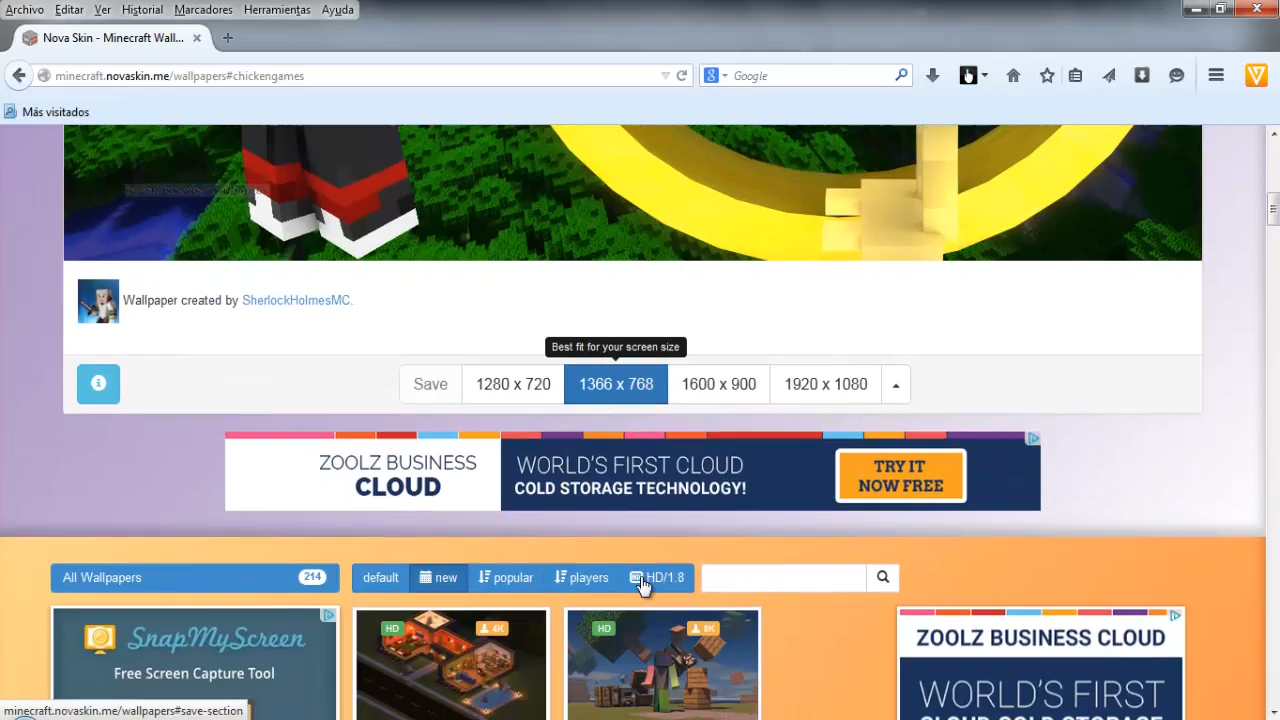 Archivo Editar Ver Historial Marcadores Herramientas Ayuda
Nova Skin - Minecraft Wall...
minecraft.novaskin.me/wallpapers#chickengames
Google
Más visitados
Wallpaper created by SherlockHolmesMC.
Best fit for your screen size
Save 1280 x 720 1366 x 768 1600 x 900 1920 x 1080
ZOOLZ BUSINESS
CLOUD
WORLD'S FIRST CLOUD
COLD STORAGE TECHNOLOGY!
TRY IT
NOW FREE
All Wallpapers 214
default new popular players HD/1.8
SnapMyScreen
Free Screen Capture Tool
HD 4K
HD 8K
ZOOLZ BUSINESS CLOUD
WORLD'S FIRST
minecraft.novaskin.me/wallpapers#save-section